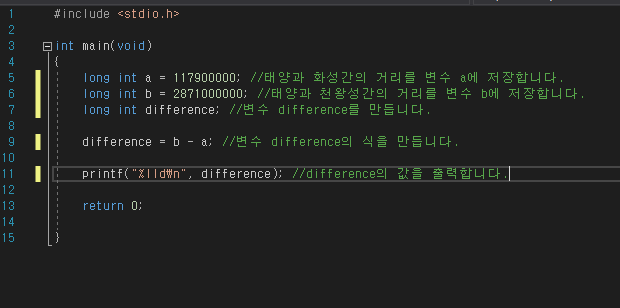 1 #include <stdio.h>
2
3 int main(void)
4 {
5 long int a = 117900000; //태양과 화성간의 거리를 변수 a에 저장합니다.
6 long int b = 2871000000; //태양과 천왕성간의 거리를 변수 b에 저장합니다.
7 long int difference; //변수 difference를 만듭니다.
8
9 difference = b - a; //변수 difference의 식을 만듭니다.
10
11 printf("%lld₩n", difference); //difference의 값을 출력합니다.
12
13 return 0;
14
15 }